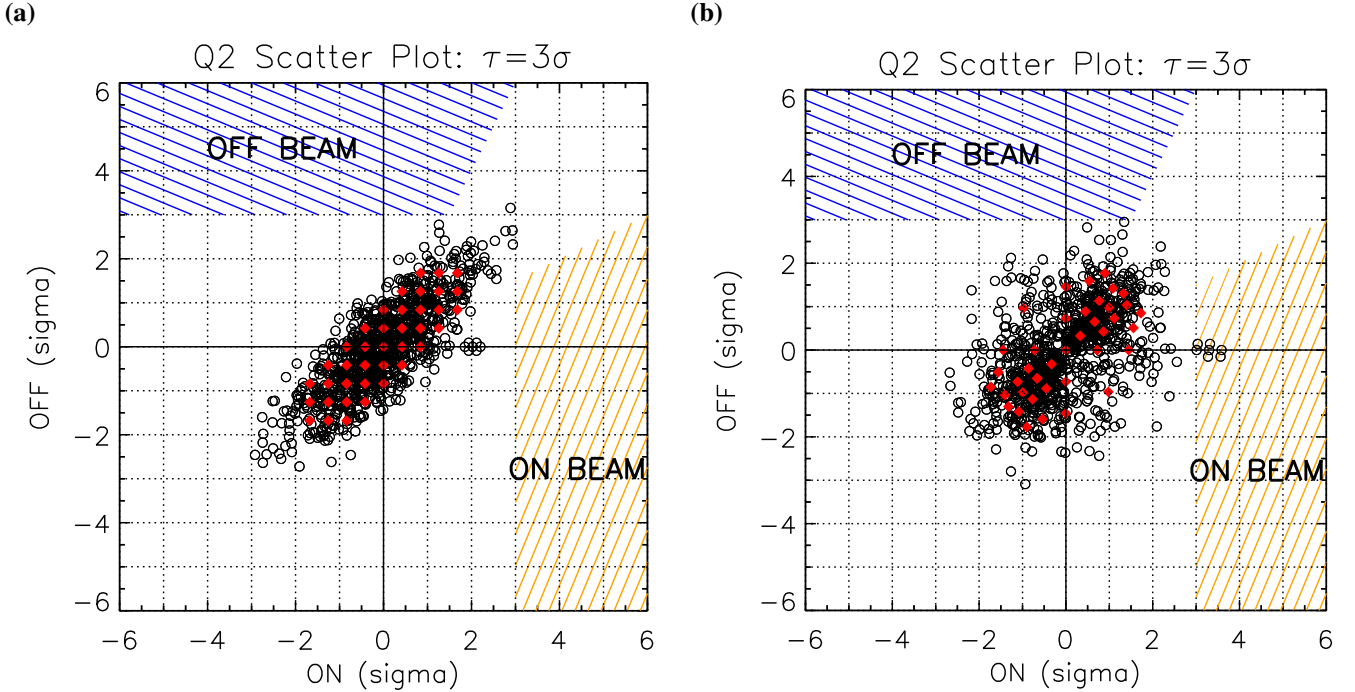 (a)
(b)
Q2 Scatter Plot: τ=3σ
Q2 Scatter Plot: τ=3σ
6
4
2
0
−2
−4
−6
OFF (sigma)
OFF BEAM
ON BEAM
−6 −4 −2 0 2 4 6
ON (sigma)
6
4
2
0
−2
−4
−6
OFF (sigma)
OFF BEAM
ON BEAM
−6 −4 −2 0 2 4 6
ON (sigma)